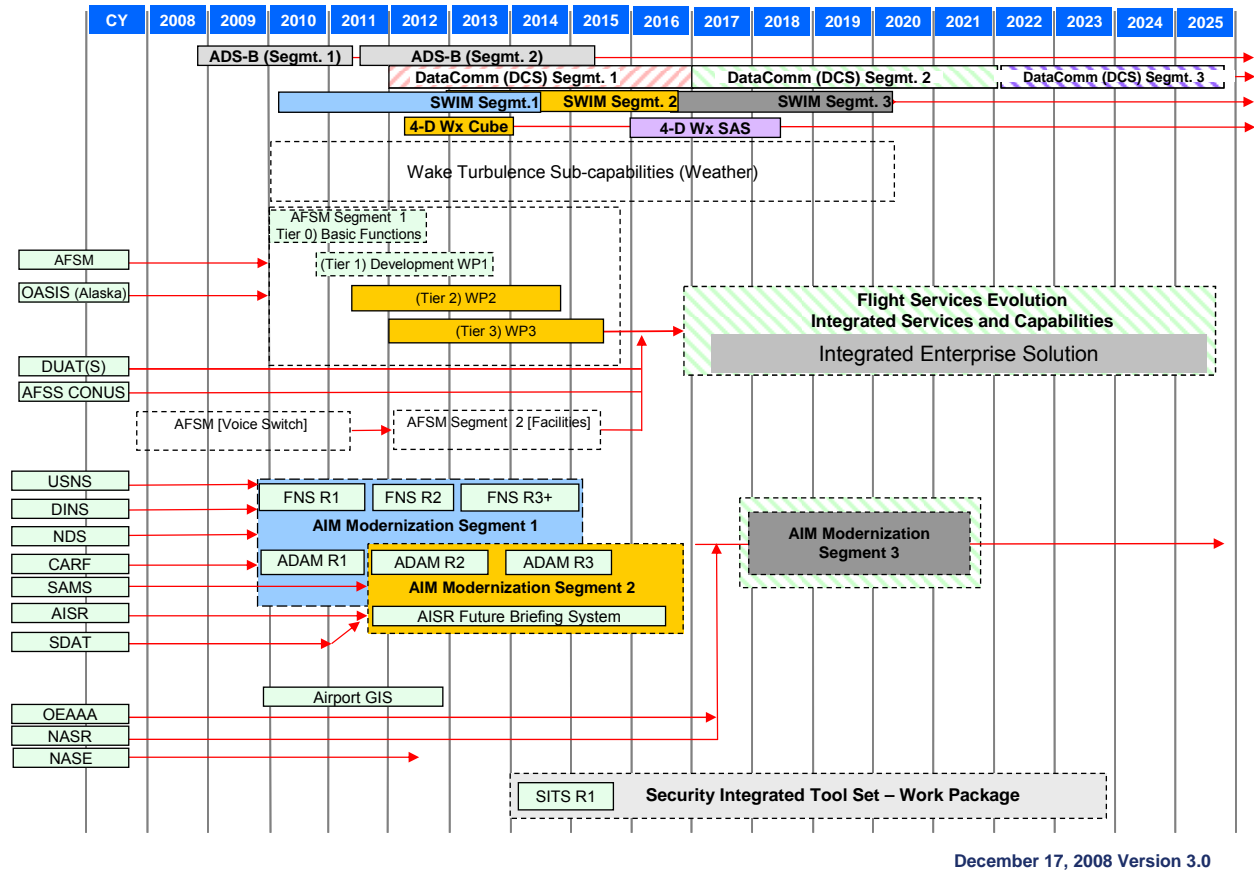 CY 2008 2009 2010 2011 2012 2013 2014 2015 2016 2017 2018 2019 2020 2021 2022 2023 2024 2025
ADS-B (Segmt. 1) ADS-B (Segmt. 2)
DataComm (DCS) Segmt. 1 DataComm (DCS) Segmt. 2 DataComm (DCS) Segmt. 3
SWIM Segmt.1 SWIM Segmt. 2 SWIM Segmt. 3
4-D Wx Cube 4-D Wx SAS
Wake Turbulence Sub-capabilities (Weather)
AFSM Segment 1
Tier 0) Basic Functions
AFSM (Tier 1) Development WP1
OASIS (Alaska) (Tier 2) WP2
Flight Services Evolution
Integrated Services and Capabilities
(Tier 3) WP3
Integrated Enterprise Solution
DUAT(S)
AFSS CONUS
AFSM [Voice Switch] AFSM Segment 2 [Facilities]
USNS
FNS R1 FNS R2 FNS R3+
DINS
AIM Modernization Segment 1
NDS
AIM Modernization
Segment 3
CARF ADAM R1 ADAM R2 ADAM R3
SAMS AIM Modernization Segment 2
AISR AISR Future Briefing System
SDAT
Airport GIS
OEAAA
NASR
NASE
SITS R1 Security Integrated Tool Set – Work Package
December 17, 2008 Version 3.0